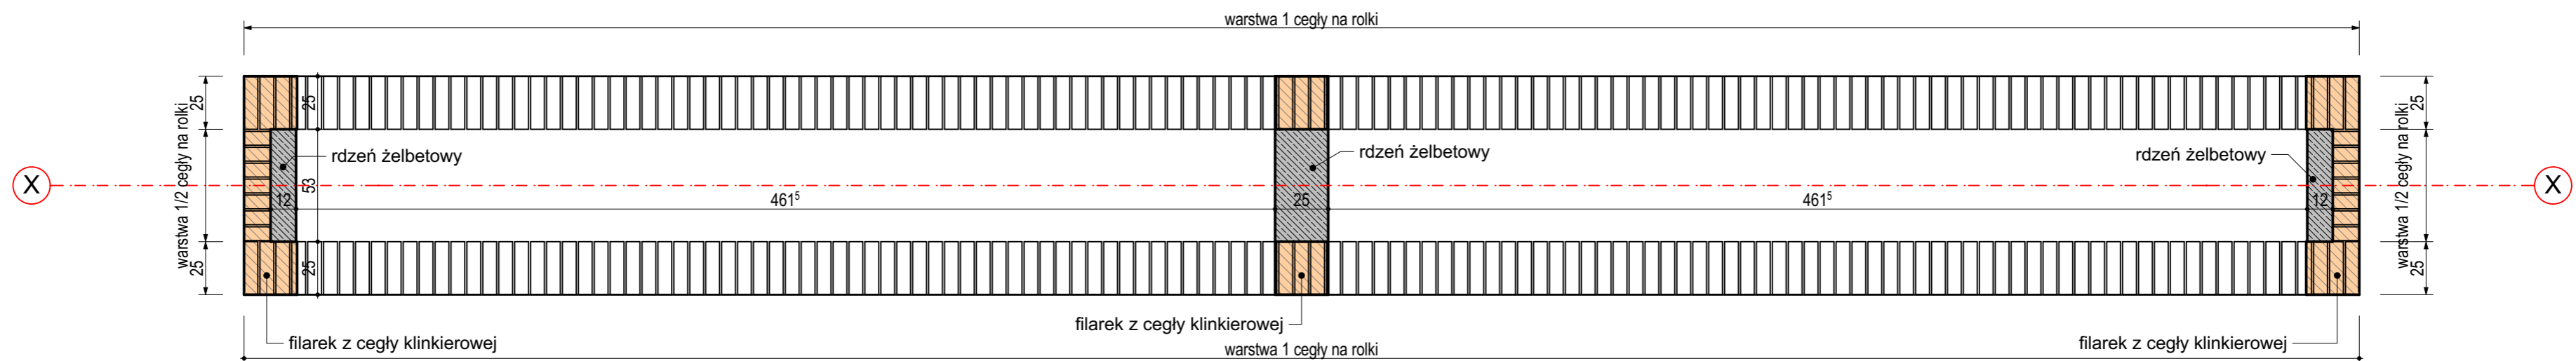 warstwa 1 cegły na rolki
25
25
25
warstwa 1/2 cegły na rolki
rdzeń żelbetowy
rdzeń żelbetowy
rdzeń żelbetowy
warstwa 1/2 cegły na rolki
X
53
12
461⁵
25
461⁵
12
X
25
25
25
filarek z cegły klinkierowej
filarek z cegły klinkierowej
filarek z cegły klinkierowej
warstwa 1 cegły na rolki